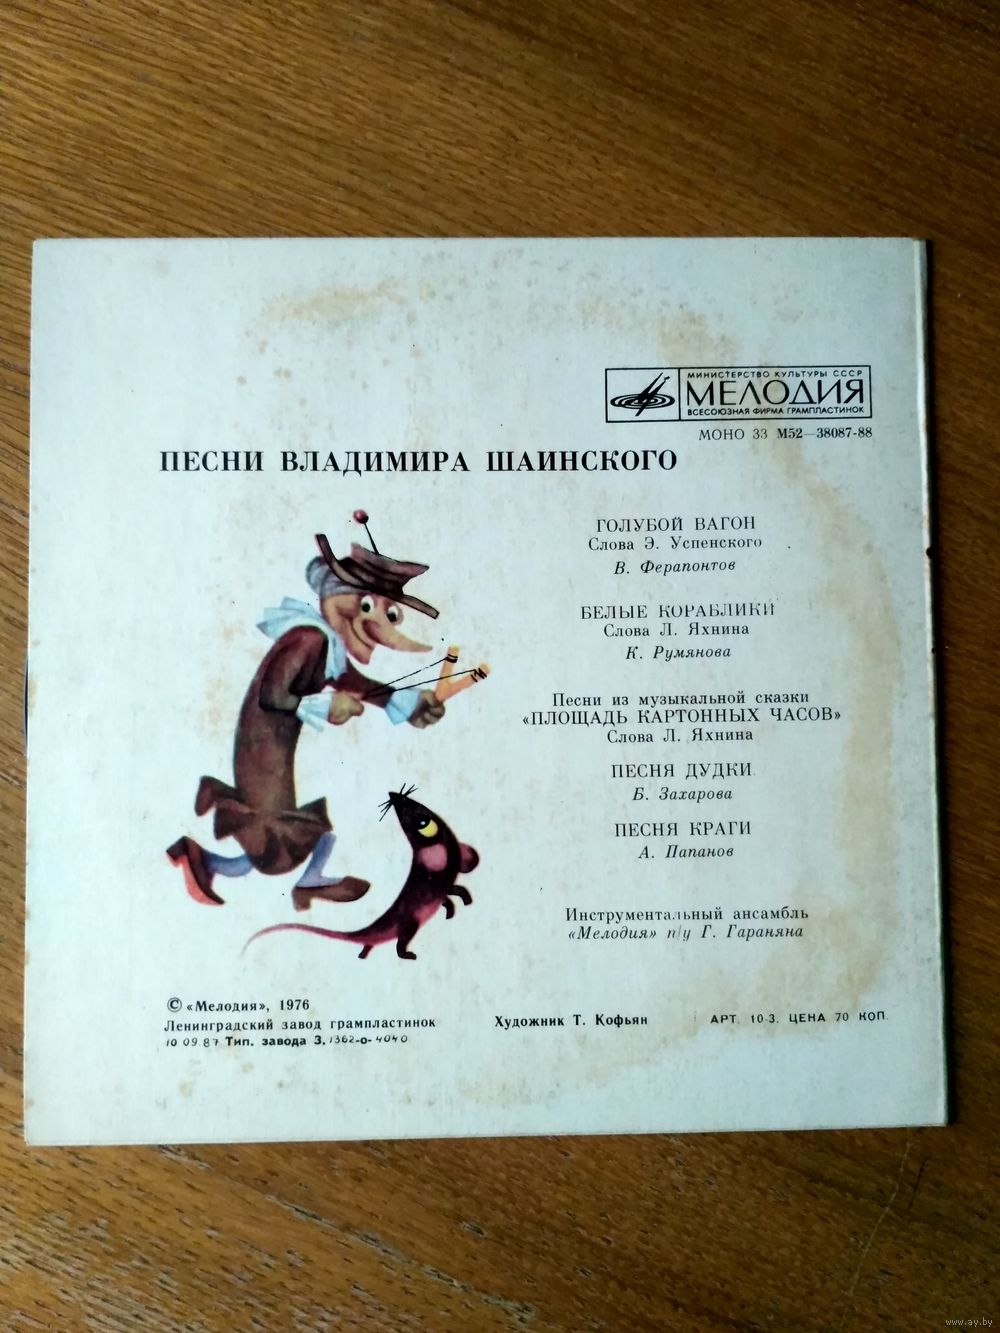 МИНИСТЕРСТВО КУЛЬТУРЫ СССР
МЕЛОДИЯ
ВСЕСОЮЗНАЯ ФИРМА ГРАМПЛАСТИНОК
МОНО 33 М52—38087-88
ПЕСНИ ВЛАДИМИРА ШАИНСКОГО
ГОЛУБОЙ ВАГОН
Слова Э. Успенского
В. Ферапонтов
БЕЛЫЕ КОРАБЛИКИ
Слова Л. Яхнина
К. Румянова
Песни из музыкальной сказки
«ПЛОЩАДЬ КАРТОННЫХ ЧАСОВ»
Слова Л. Яхнина
ПЕСНЯ ДУДКИ
Б. Захарова
ПЕСНЯ КРАГИ
А. Папанов
Инструментальный ансамбль
«Мелодия» п/у Г. Гараняна
© «Мелодия», 1976
Ленинградский завод грампластинок
10 09.87 Тип. завода З. 1362-о-4040
Художник Т. Кофьян
АРТ. 10-3. ЦЕНА 70 КОП.
www.ay.by